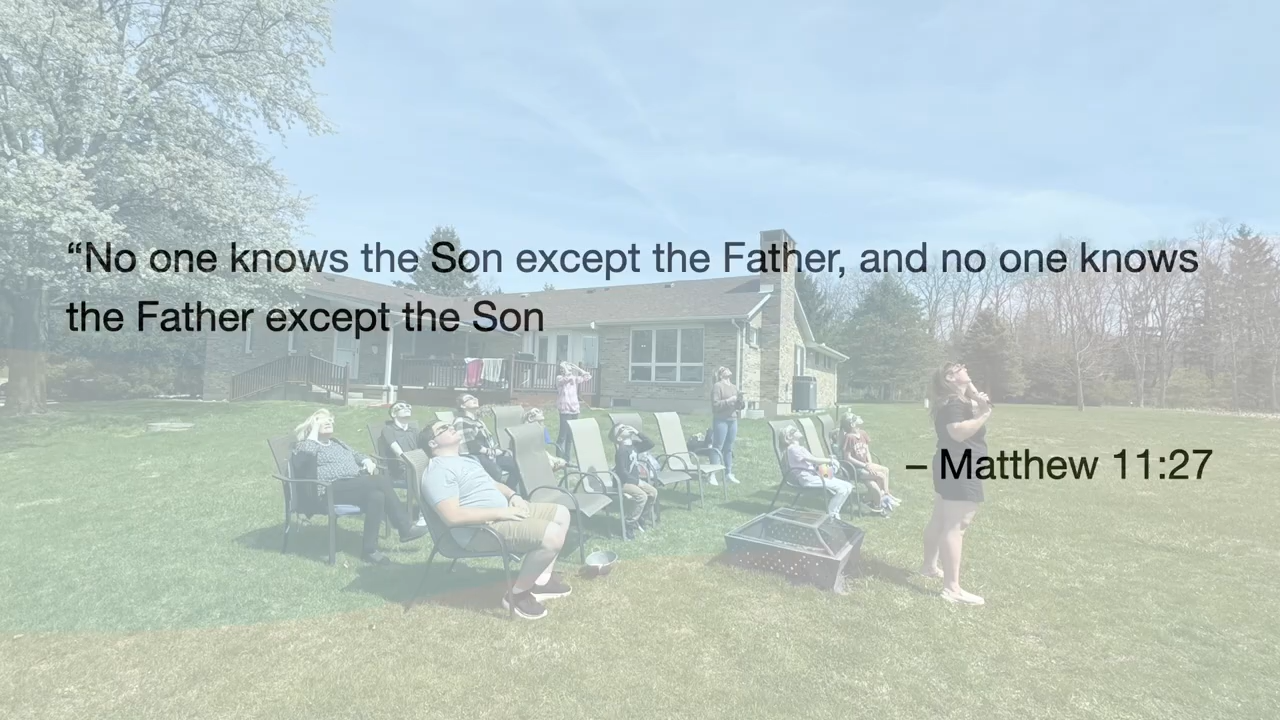 “No one knows the Son except the Father, and no one knows
the Father except the Son
– Matthew 11:27